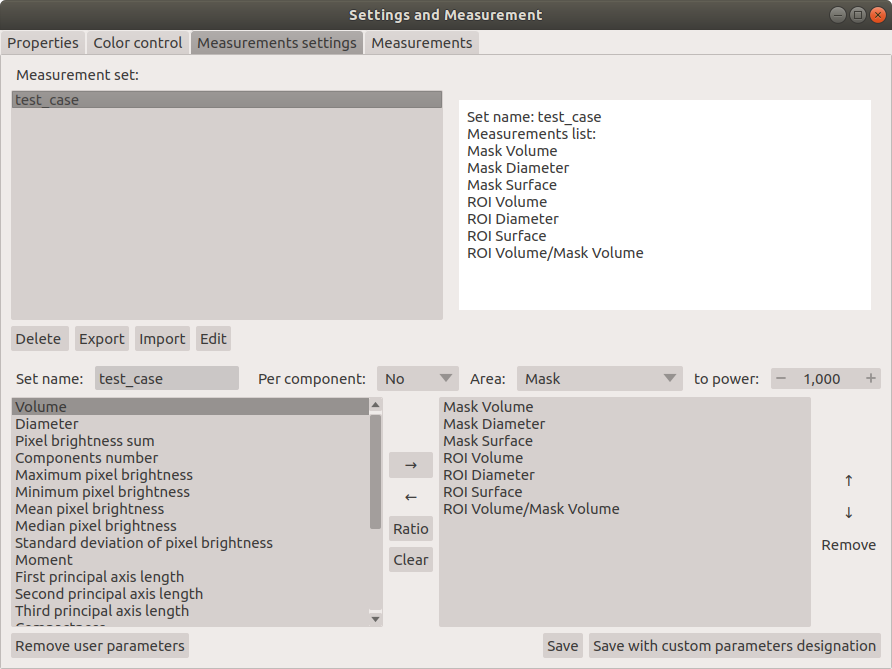 Settings and Measurement
Properties Color control Measurements settings Measurements
Measurement set:
test_case
Set name: test_case
Measurements list:
Mask Volume
Mask Diameter
Mask Surface
ROI Volume
ROI Diameter
ROI Surface
ROI Volume/Mask Volume
Delete Export Import Edit
Set name: test_case Per component: No Area: Mask to power: − 1,000 +
Volume
Diameter
Pixel brightness sum
Components number
Maximum pixel brightness
Minimum pixel brightness
Mean pixel brightness
Median pixel brightness
Standard deviation of pixel brightness
Moment
First principal axis length
Second principal axis length
Third principal axis length
→
←
Ratio
Clear
Mask Volume
Mask Diameter
Mask Surface
ROI Volume
ROI Diameter
ROI Surface
ROI Volume/Mask Volume
↑
↓
Remove
Remove user parameters Save Save with custom parameters designation